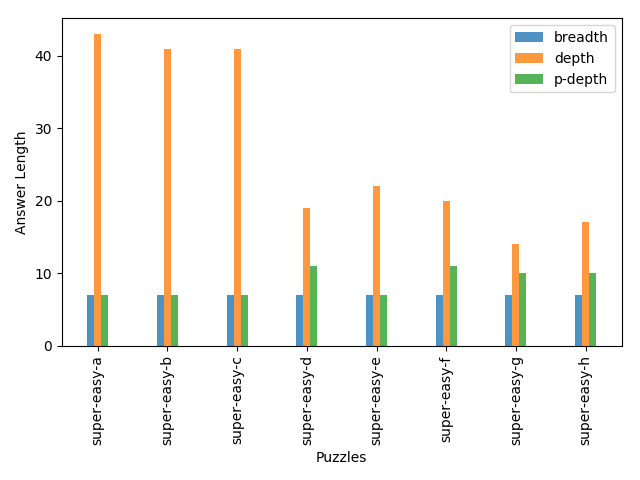 breadth
depth
p-depth
Answer Length
40
30
20
10
0
super-easy-a
super-easy-b
super-easy-c
super-easy-d
super-easy-e
super-easy-f
super-easy-g
super-easy-h
Puzzles